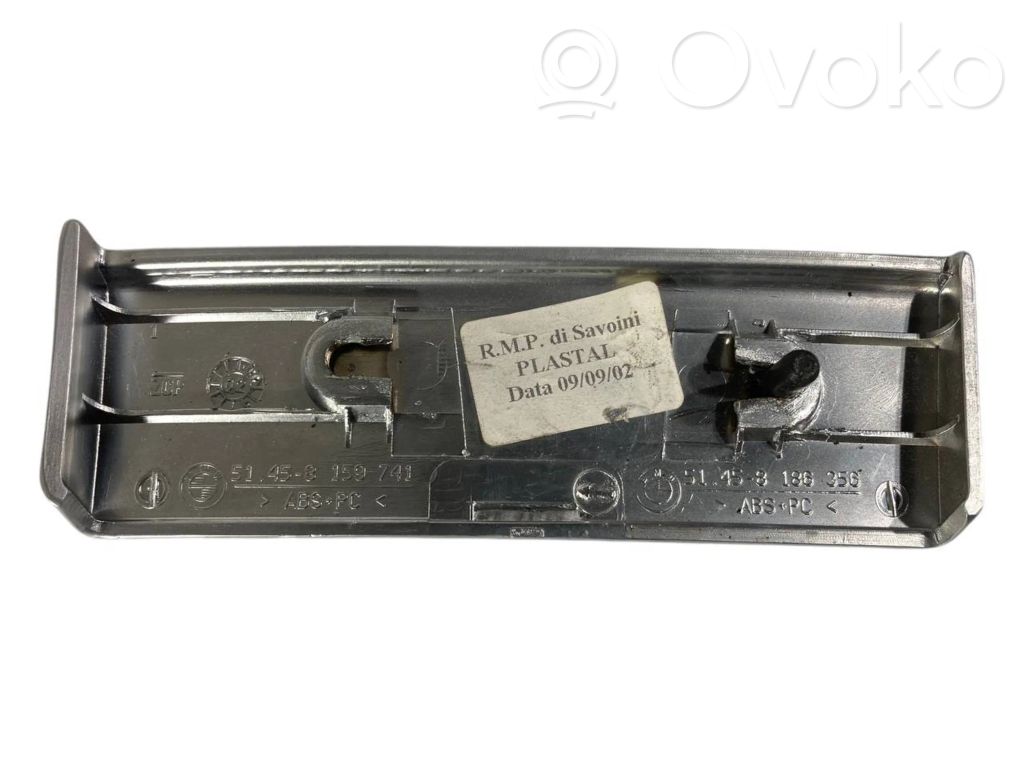 Ovoko
R.M.P. di Savoini
PLASTAL
Data 09/09/02
51.45-8 159 741
> ABS+PC <
51.45-8 186 356
> ABS+PC <